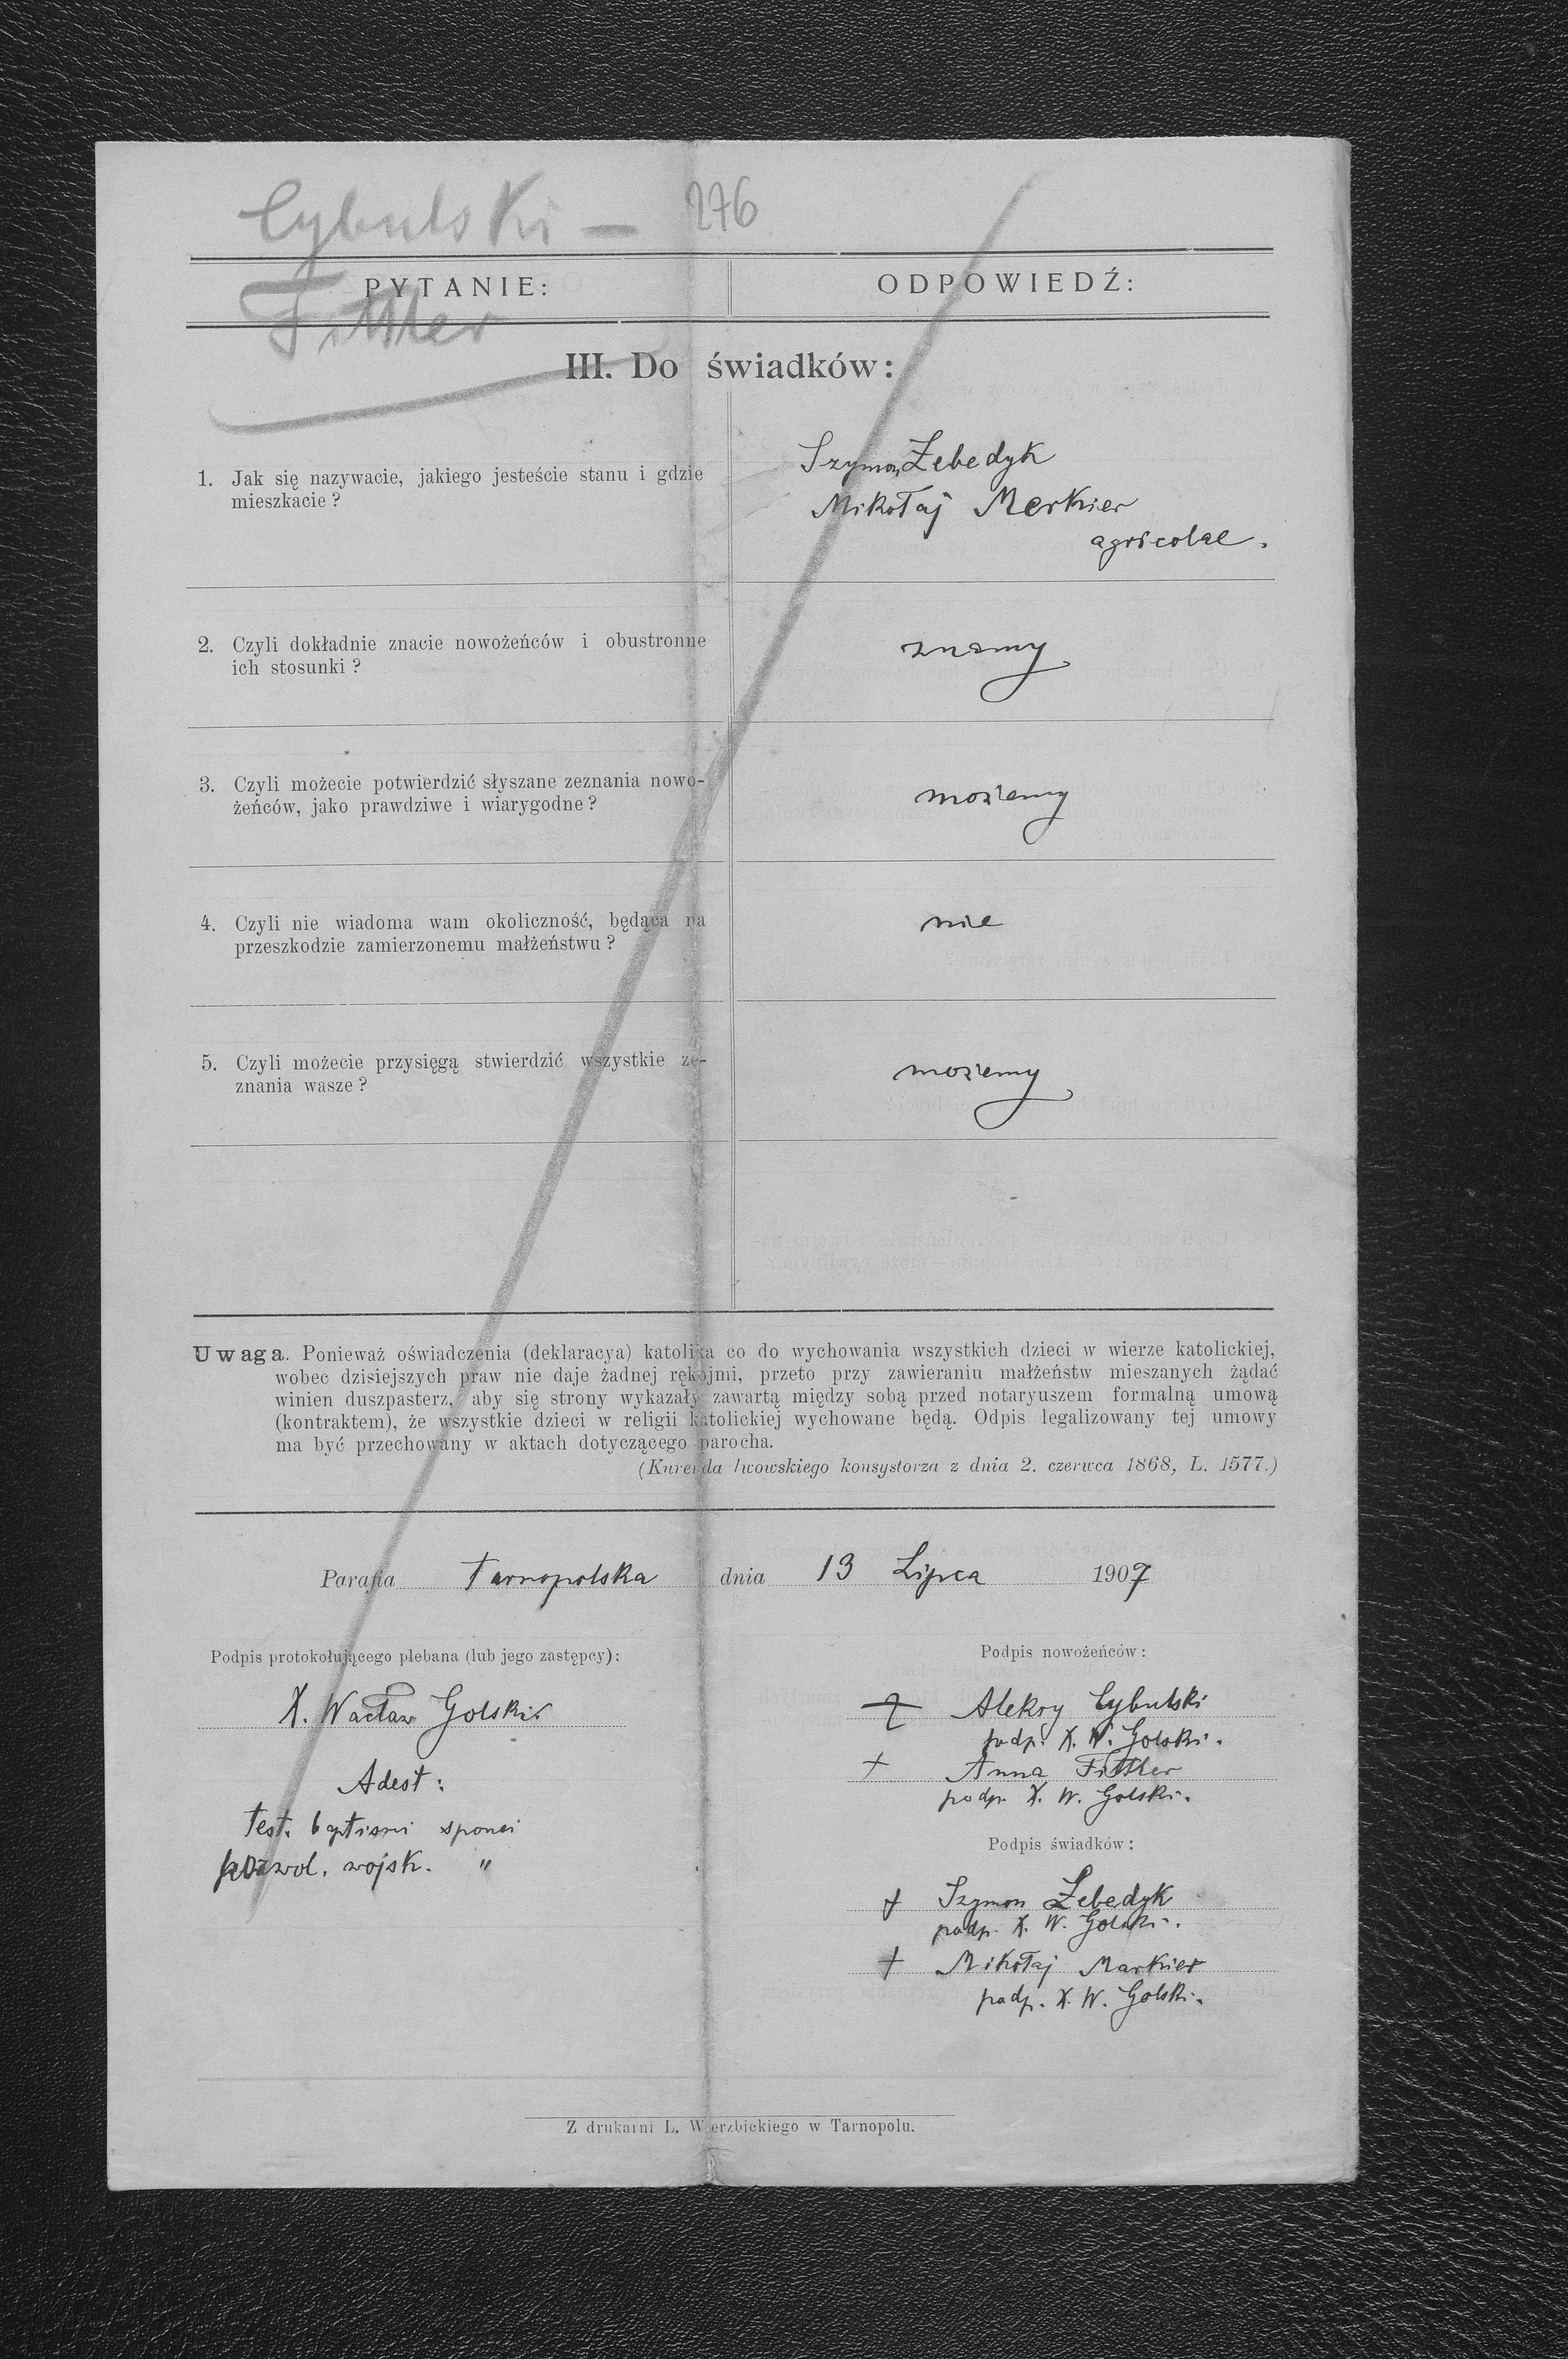 Cybulski — 276
Fittler
PYTANIE: ODPOWIEDŹ:
III. Do świadków:
1. Jak się nazywacie, jakiego jesteście stanu i gdzie
mieszkacie?
Szymon Żebedyk
Mikołaj Merkier
agricolae.
2. Czyli dokładnie znacie nowożeńców i obustronne
ich stosunki?
znamy
3. Czyli możecie potwierdzić słyszane zeznania nowo-
żeńców, jako prawdziwe i wiarygodne?
możemy
4. Czyli nie wiadoma wam okoliczność, będąca na
przeszkodzie zamierzonemu małżeństwu?
nie
5. Czyli możecie przysięgą stwierdzić wszystkie ze-
znania wasze?
możemy
Uwaga. Ponieważ oświadczenia (deklaracya) katolika co do wychowania wszystkich dzieci w wierze katolickiej,
wobec dzisiejszych praw nie daje żadnej rękojmi, przeto przy zawieraniu małżeństw mieszanych żądać
winien duszpasterz, aby się strony wykazały zawartą między sobą przed notaryuszem formalną umową
(kontraktem), że wszystkie dzieci w religii katolickiej wychowane będą. Odpis legalizowany tej umowy
ma być przechowany w aktach dotyczącego parocha.
(Kurenda lwowskiego konsystorza z dnia 2. czerwca 1868, L. 1577.)
Parafia Tarnopolska dnia 13 Lipca 1907
Podpis protokołującego plebana (lub jego zastępcy):
X. Wacław Golski
Adest:
Test. baptismi sponsi
pozwol. wojsk. "
Podpis nowożeńców:
+ Aleksy Cybulski
podp. X. W. Golski.
+ Anna Fittler
podp. X. W. Golski.
Podpis świadków:
+ Szymon Żebedyk
podp. X. W. Golski.
+ Mikołaj Markier
podp. X. W. Golski.
Z drukarni L. Wierzbickiego w Tarnopolu.